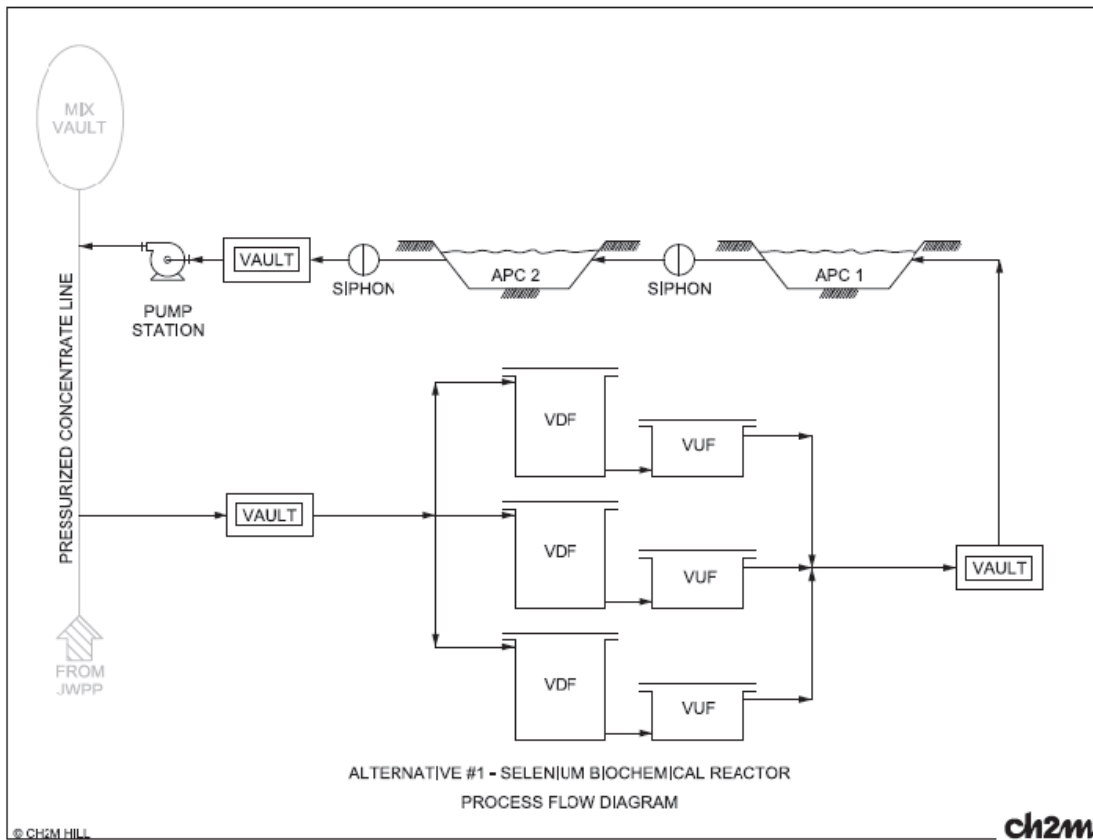 MIX
VAULT
PRESSURIZED CONCENTRATE LINE
PUMP
STATION
VAULT
SIPHON
APC 2
SIPHON
APC 1
VDF
VUF
VAULT
VDF
VUF
VAULT
VDF
VUF
FROM
JWPP
ALTERNATIVE #1 - SELENIUM BIOCHEMICAL REACTOR
PROCESS FLOW DIAGRAM
© CH2M HILL
ch2m